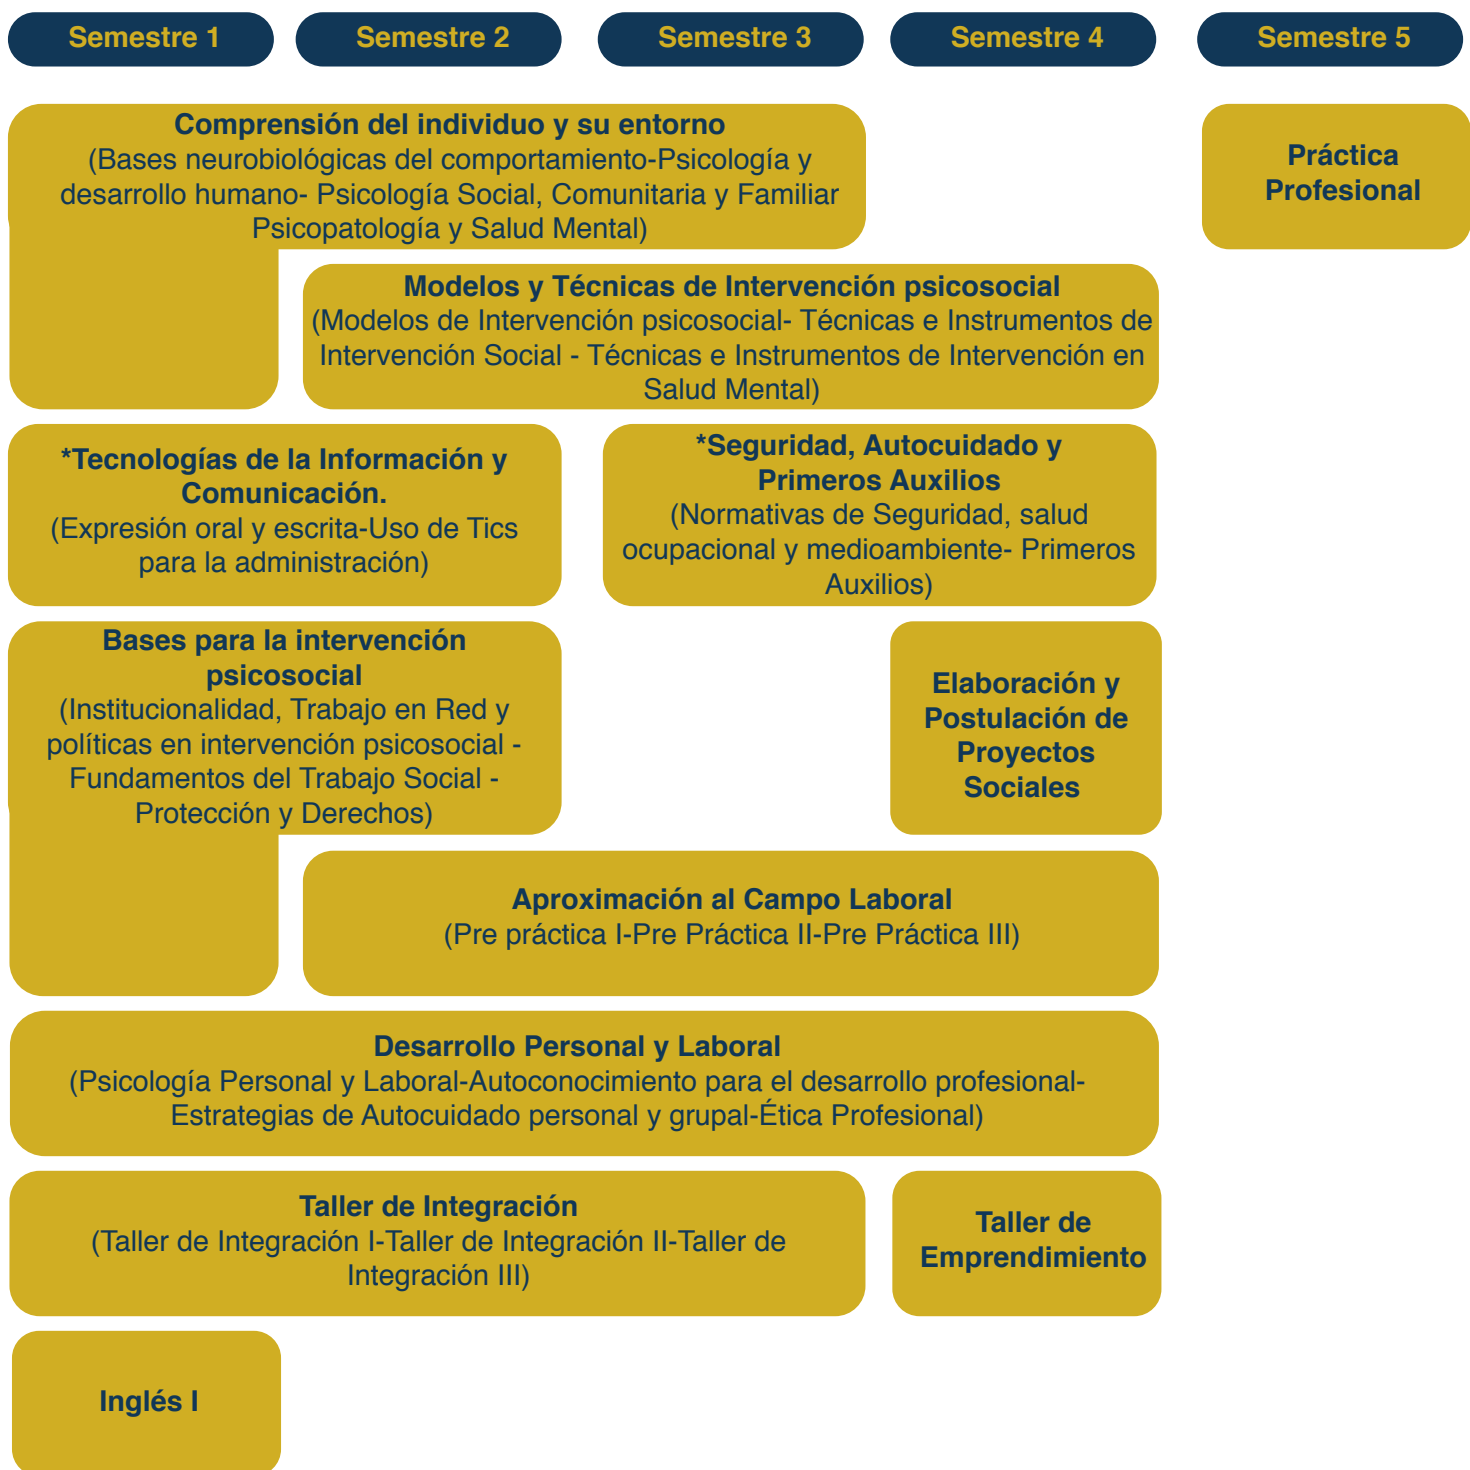 Semestre 1
Semestre 2
Semestre 3
Semestre 4
Semestre 5
Comprensión del individuo y su entorno
(Bases neurobiológicas del comportamiento-Psicología y
desarrollo humano- Psicología Social, Comunitaria y Familiar
Psicopatología y Salud Mental)
Práctica
Profesional
Modelos y Técnicas de Intervención psicosocial
(Modelos de Intervención psicosocial- Técnicas e Instrumentos de
Intervención Social - Técnicas e Instrumentos de Intervención en
Salud Mental)
*Tecnologías de la Información y
Comunicación.
(Expresión oral y escrita-Uso de Tics
para la administración)
*Seguridad, Autocuidado y
Primeros Auxilios
(Normativas de Seguridad, salud
ocupacional y medioambiente- Primeros
Auxilios)
Bases para la intervención
psicosocial
(Institucionalidad, Trabajo en Red y
políticas en intervención psicosocial -
Fundamentos del Trabajo Social -
Protección y Derechos)
Elaboración y
Postulación de
Proyectos
Sociales
Aproximación al Campo Laboral
(Pre práctica I-Pre Práctica II-Pre Práctica III)
Desarrollo Personal y Laboral
(Psicología Personal y Laboral-Autoconocimiento para el desarrollo profesional-
Estrategias de Autocuidado personal y grupal-Ética Profesional)
Taller de Integración
(Taller de Integración I-Taller de Integración II-Taller de
Integración III)
Taller de
Emprendimiento
Inglés I